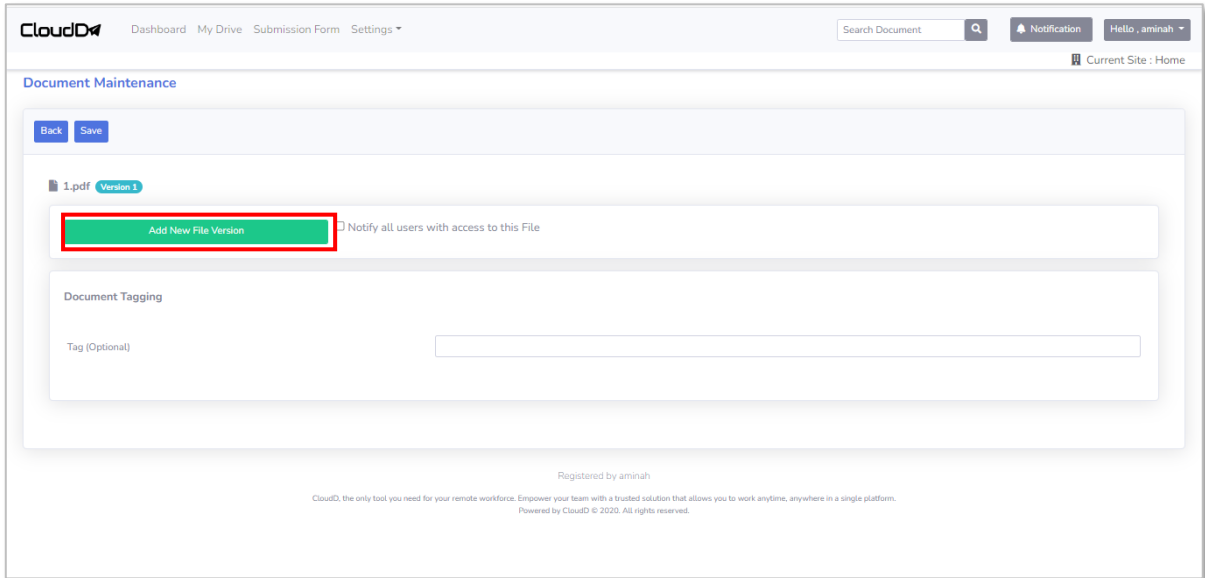 CloudD Dashboard My Drive Submission Form Settings Search Document Notification Hello , aminah
Current Site : Home
Document Maintenance
Back Save
1.pdf Version 1
Add New File Version Notify all users with access to this File
Document Tagging
Tag (Optional)
Registered by aminah
CloudD, the only tool you need for your remote workforce. Empower your team with a trusted solution that allows you to work anytime, anywhere in a single platform.
Powered by CloudD © 2020. All rights reserved.